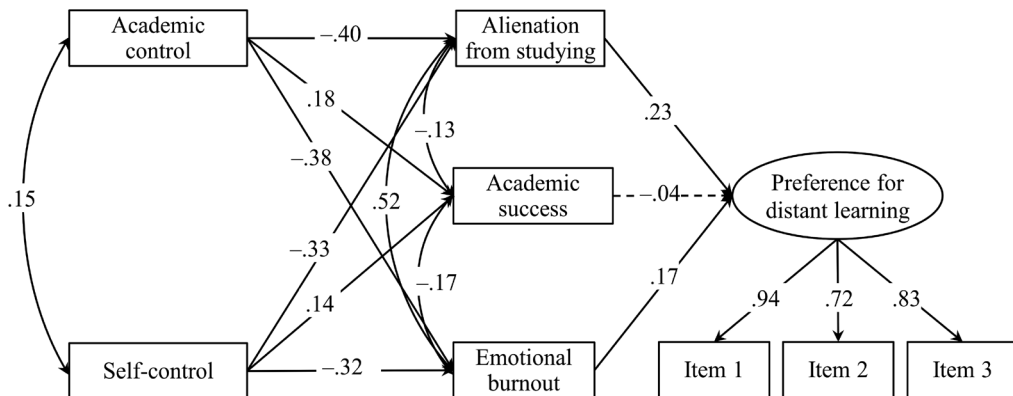 Academic
control
Alienation
from studying
–.40
.18
–.13
.23
–.38
.15
.52
Academic
success
–.04
Preference for
distant learning
–.33
–.17
.14
.17
.94
.72
.83
Self-control
–.32
Emotional
burnout
Item 1
Item 2
Item 3